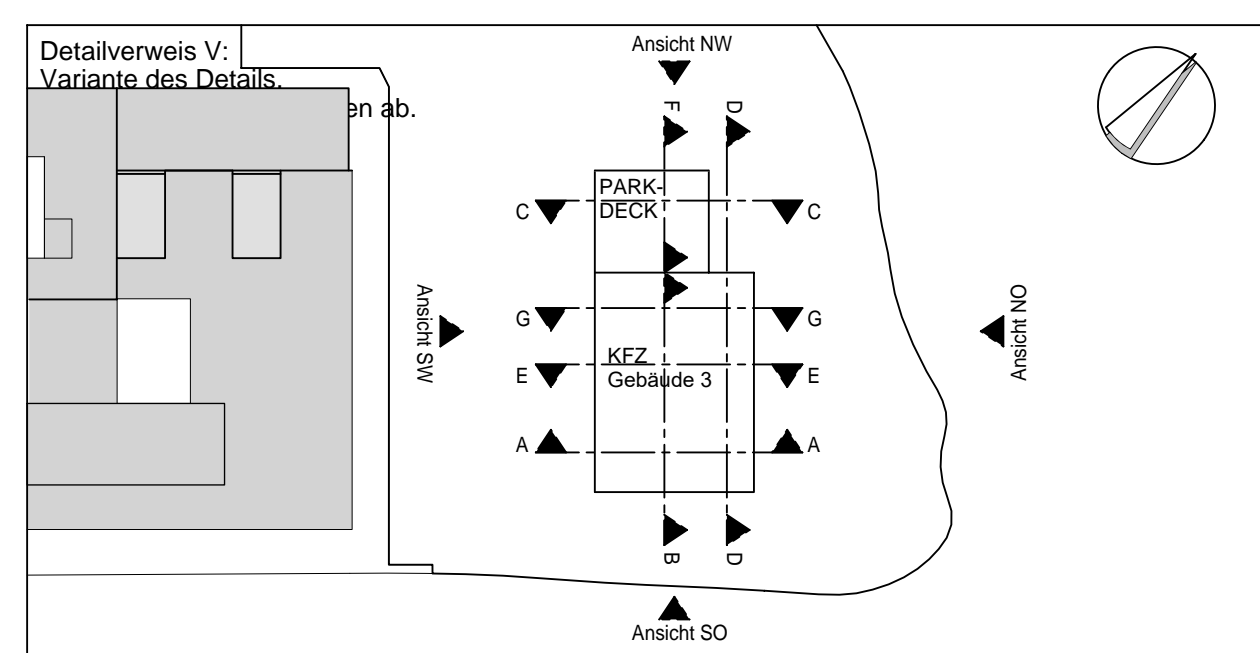 Detailverweis V:
Variante des Details.
en ab.
Ansicht NW
F D
PARK-
DECK
C C
Ansicht SW
G G
Ansicht NO
KFZ
Gebäude 3
E E
A A
B D
Ansicht SO